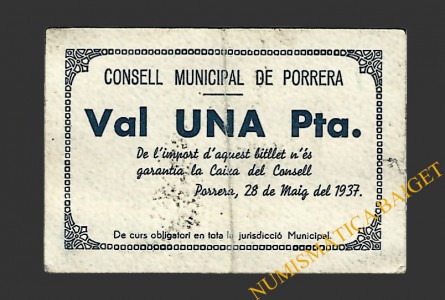 CONSELL MUNICIPAL DE PORRERA
Val UNA Pta.
De l'import d'aquest bitllet n'és
garantia la Caixa del Consell
Porrera, 28 de Maig del 1937.
De curs obligatori en tota la jurisdicció Municipal.
NUMISMATICA BAIGET